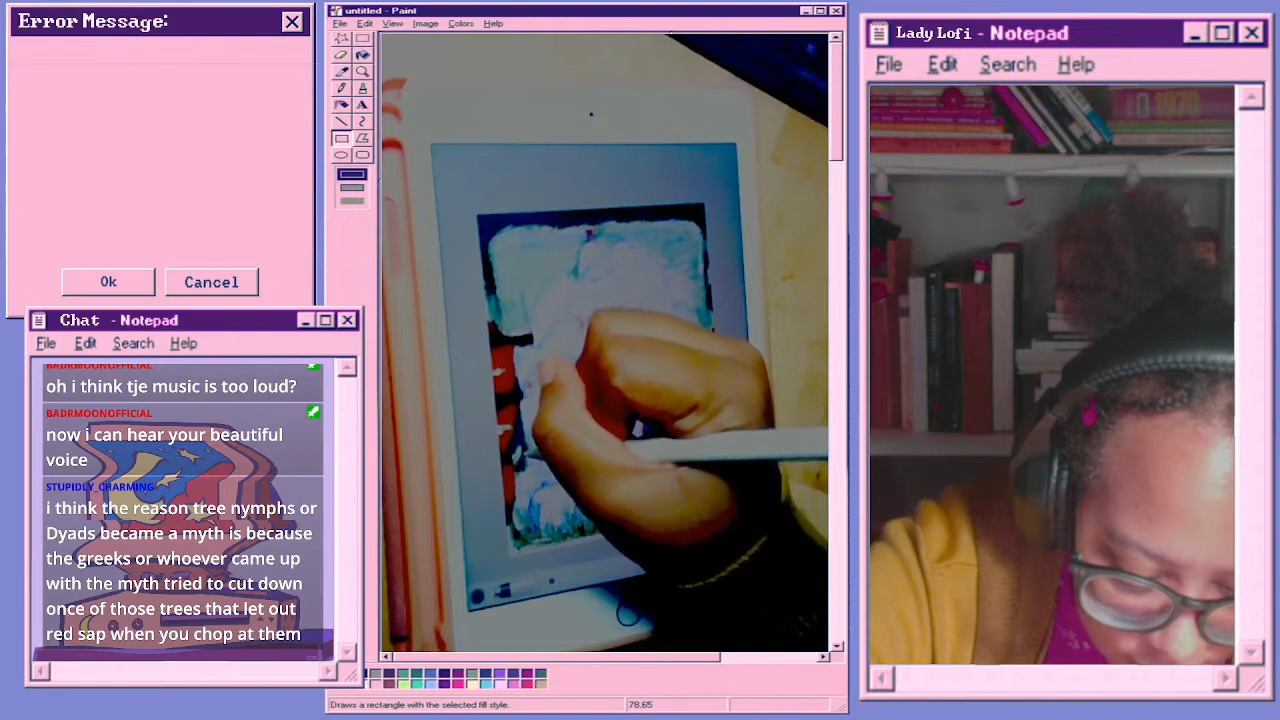 Error Message:
Ok
Cancel
Chat - Notepad
File Edit Search Help
BADRMOONOFFICIAL
oh i think tje music is too loud?
BADRMOONOFFICIAL
now i can hear your beautiful
voice
STUPIDLY_CHARMING
i think the reason tree nymphs or
Dyads became a myth is because
the greeks or whoever came up
with the myth tried to cut down
once of those trees that let out
red sap when you chop at them
untitled - Paint
File Edit View Image Colors Help
A
Draws a rectangle with the selected fill style.
78.65
Lady Lofi - Notepad
File Edit Search Help